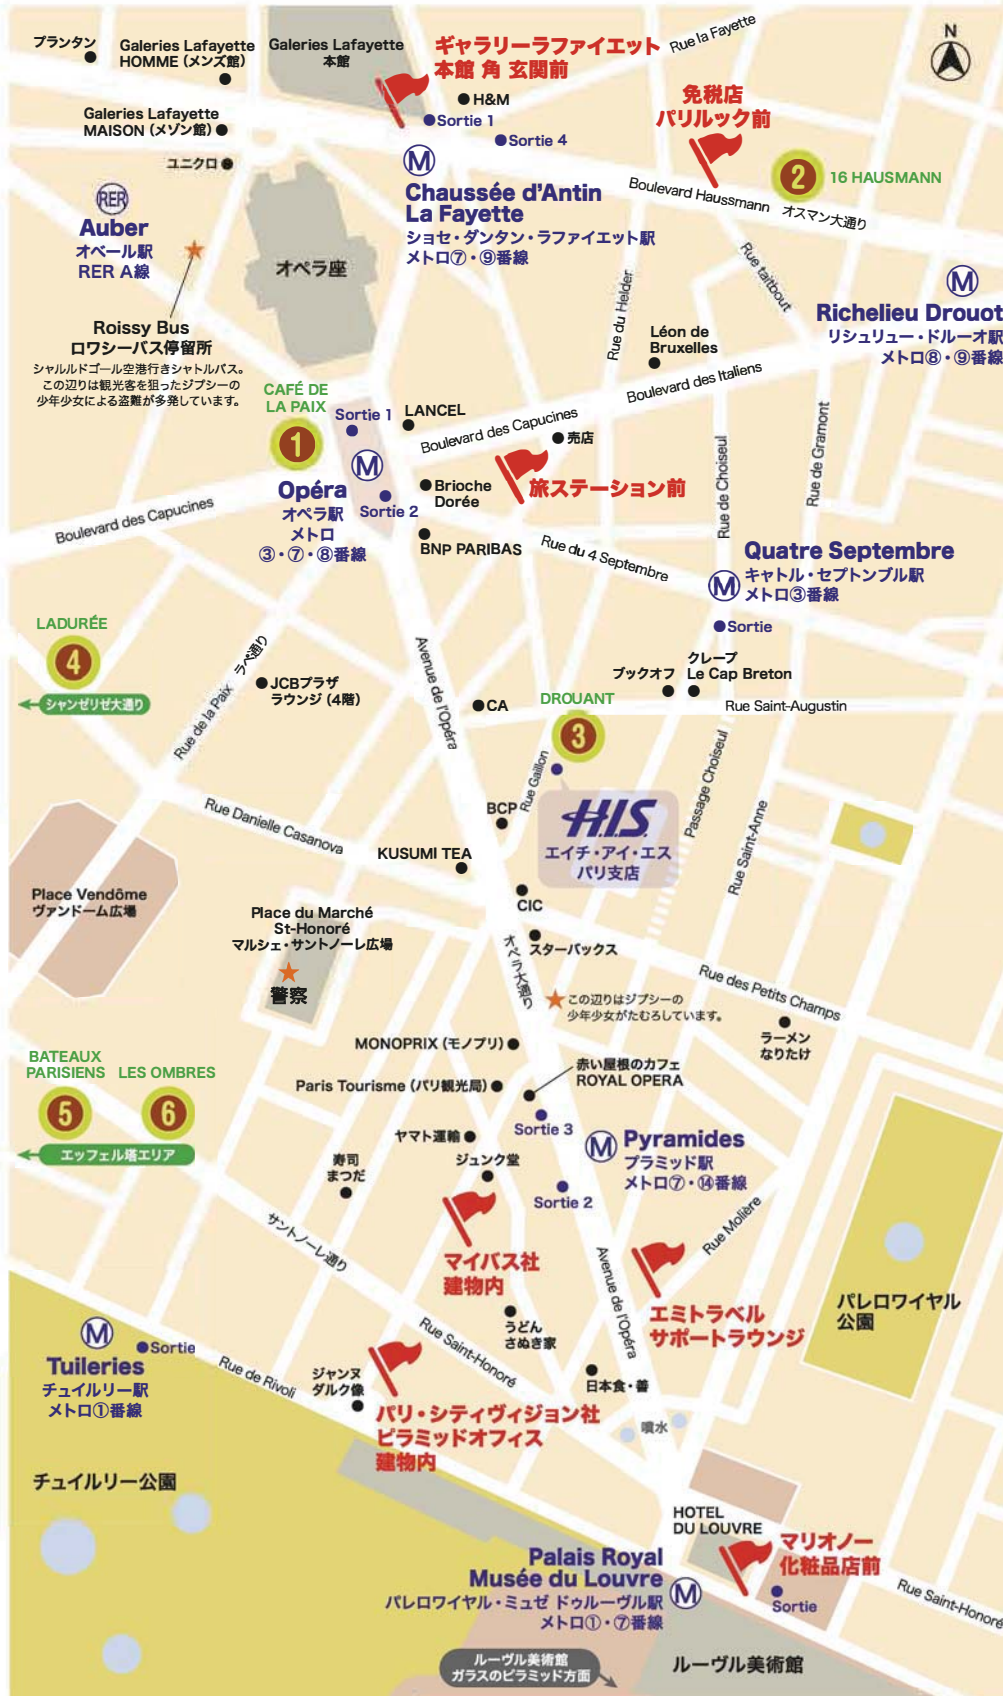 プランタン
Galeries Lafayette
HOMME (メンズ館)
Galeries Lafayette
本館
ギャラリーラファイエット
本館 角 玄関前
Rue la Fayette
N
H&M
Sortie 1
Sortie 4
免税店
パリルック前
Galeries Lafayette
MAISON (メゾン館)
ユニクロ
2
16 HAUSMANN
M
Chaussée d'Antin
La Fayette
ショセ・ダンタン・ラファイエット駅
メトロ⑦・⑨番線
Boulevard Haussmann
オスマン大通り
RER
Auber
オベール駅
RER A線
オペラ座
Rue taitbout
Rue du Helder
M
Richelieu Drouot
リシュリュー・ドルーオ駅
メトロ⑧・⑨番線
Roissy Bus
ロワシーバス停留所
シャルルドゴール空港行きシャトルバス。
この辺りは観光客を狙ったジプシーの
少年少女による盗難が多発しています。
Léon de
Bruxelles
Boulevard des Italiens
CAFÉ DE
LA PAIX
1
Sortie 1
LANCEL
Boulevard des Capucines
売店
M
Opéra
オペラ駅
メトロ
③・⑦・⑧番線
Sortie 2
Brioche
Dorée
旅ステーション前
Rue de Choiseul
Rue de Gramont
Boulevard des Capucines
BNP PARIBAS
Rue du 4 Septembre
Quatre Septembre
M
キャトル・セプトンブル駅
メトロ③番線
Sortie
LADURÉE
4
シャンゼリゼ大通り
ラペ通り
Rue de la Paix
JCBプラザ
ラウンジ (4階)
Avenue de l'Opéra
CA
DROUANT
3
ブックオフ
クレープ
Le Cap Breton
Rue Saint-Augustin
Rue Gaillon
H.I.S.
エイチ・アイ・エス
パリ支店
Passage Choiseul
Rue Saint-Anne
Rue Danielle Casanova
BCP
KUSUMI TEA
Place Vendôme
ヴァンドーム広場
Place du Marché
St-Honoré
マルシェ・サントノーレ広場
警察
CIC
スターバックス
オペラ大通り
この辺りはジプシーの
少年少女がたむろしています。
Rue des Petits Champs
ラーメン
なりたけ
MONOPRIX (モノプリ)
赤い屋根のカフェ
ROYAL OPERA
Paris Tourisme (パリ観光局)
BATEAUX
PARISIENS
LES OMBRES
5
6
エッフェル塔エリア
Sortie 3
ヤマト運輸
M
Pyramides
プラミッド駅
メトロ⑦・⑭番線
ジュンク堂
寿司
まつだ
Sortie 2
サントノーレ通り
マイバス社
建物内
Rue Molière
Avenue de l'Opéra
エミトラベル
サポートラウンジ
パレロワイヤル
公園
うどん
さぬき家
M
Tuileries
チュイルリー駅
メトロ①番線
Sortie
Rue de Rivoli
Rue Saint-Honoré
ジャンヌ
ダルク像
日本食・善
パリ・シティヴィジョン社
ピラミッドオフィス
建物内
噴水
チュイルリー公園
HOTEL
DU LOUVRE
マリオノー
化粧品店前
Palais Royal
Musée du Louvre
パレロワイヤル・ミュゼ ドゥルーヴル駅
メトロ①・⑦番線
M
Sortie
Rue Saint-Honoré
ルーヴル美術館
ガラスのピラミッド方面
ルーヴル美術館